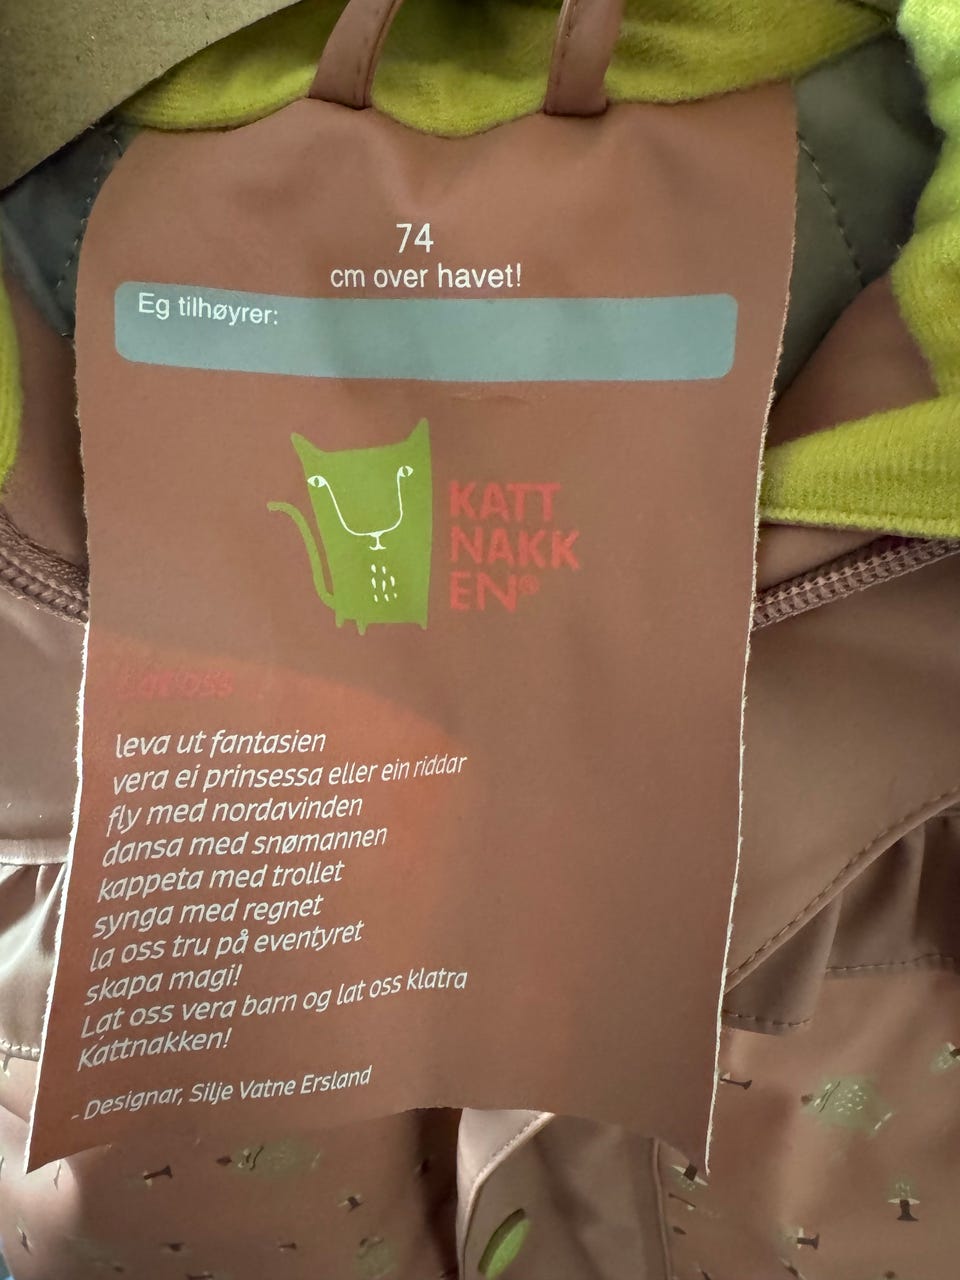 74
cm over havet!
Eg tilhøyrer:
KATT
NAKK
EN®
LAT OSS
leva ut fantasien
vera ei prinsessa eller ein riddar
fly med nordavinden
dansa med snømannen
kappeta med trollet
synga med regnet
la oss tru på eventyret
skapa magi!
Lat oss vera barn og lat oss klatra
Kattnakken!
- Designar, Silje Vatne Ersland